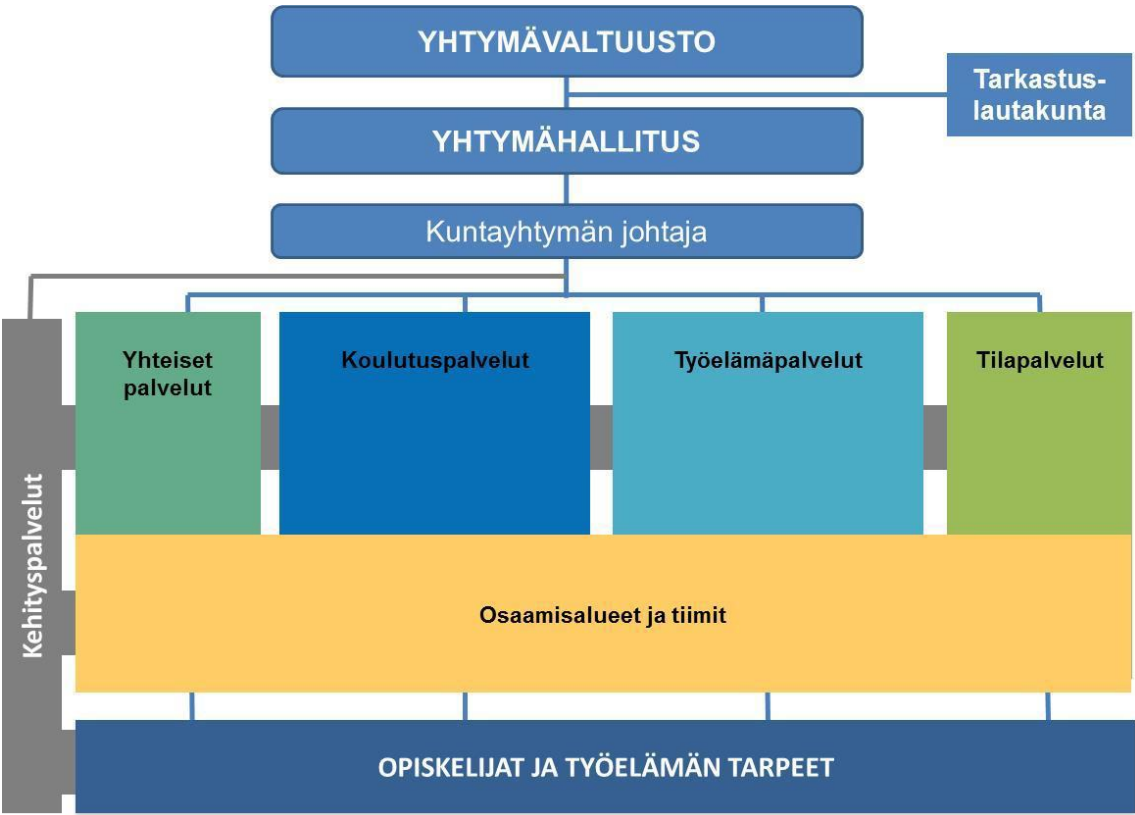 YHTYMÄVALTUUSTO
Tarkastus-
lautakunta
YHTYMÄHALLITUS
Kuntayhtymän johtaja
Yhteiset
palvelut
Koulutuspalvelut
Työelämäpalvelut
Tilapalvelut
Kehityspalvelut
Osaamisalueet ja tiimit
OPISKELIJAT JA TYÖELÄMÄN TARPEET